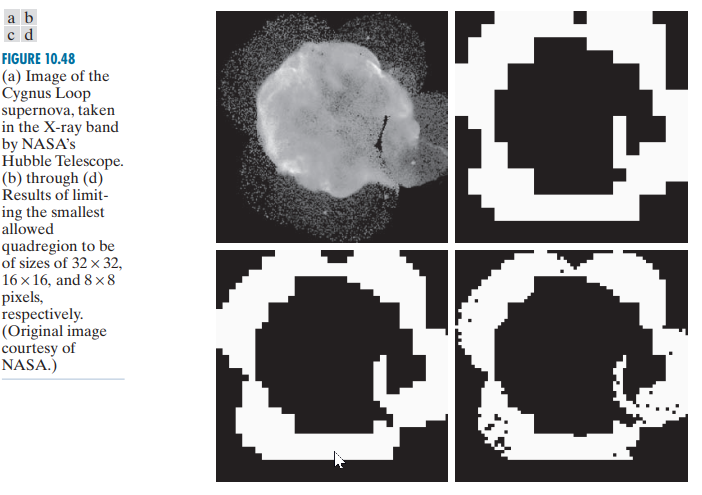 a b
c d
FIGURE 10.48
(a) Image of the
Cygnus Loop
supernova, taken
in the X-ray band
by NASA’s
Hubble Telescope.
(b) through (d)
Results of limit-
ing the smallest
allowed
quadregion to be
of sizes of 32 × 32,
16 × 16, and 8 × 8
pixels,
respectively.
(Original image
courtesy of
NASA.)